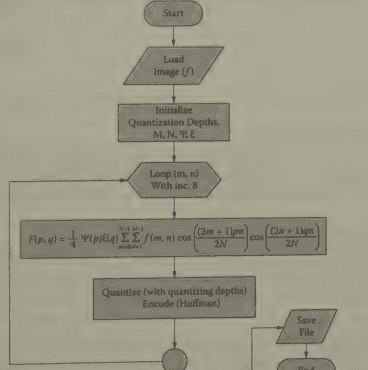 Start
Load
Image (f)
Initialize
Quantization Depths,
M, N, Ψ, ξ
Loop (m, n)
With inc. 8
F(p, q) = 1/4 Ψ(p)ξ(q) ∑ ∑ f(m, n) cos ((2m + 1)pπ / 2N) cos ((2n + 1)qπ / 2N)
Quantize (with quantizing depths)
Encode (Huffman)
Save
File
End